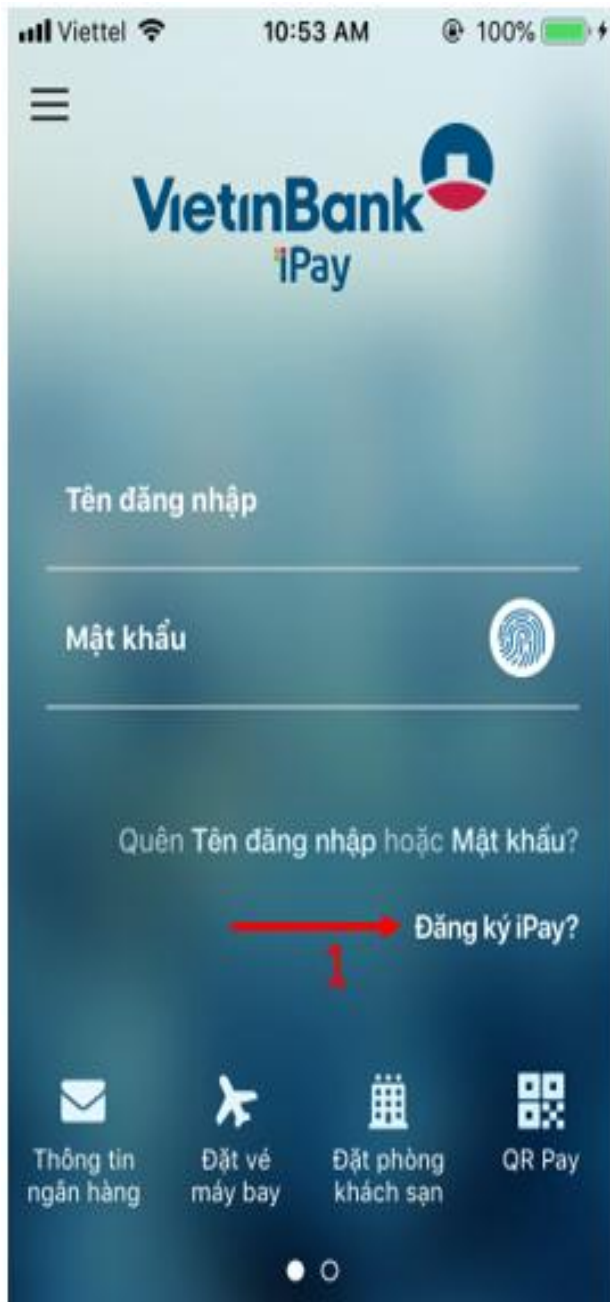 Viettel 10:53 AM 100%
VietinBank
iPay
Tên đăng nhập
Mật khẩu
Quên Tên đăng nhập hoặc Mật khẩu?
Đăng ký iPay?
1
Thông tin ngân hàng
Đặt vé máy bay
Đặt phòng khách sạn
QR Pay